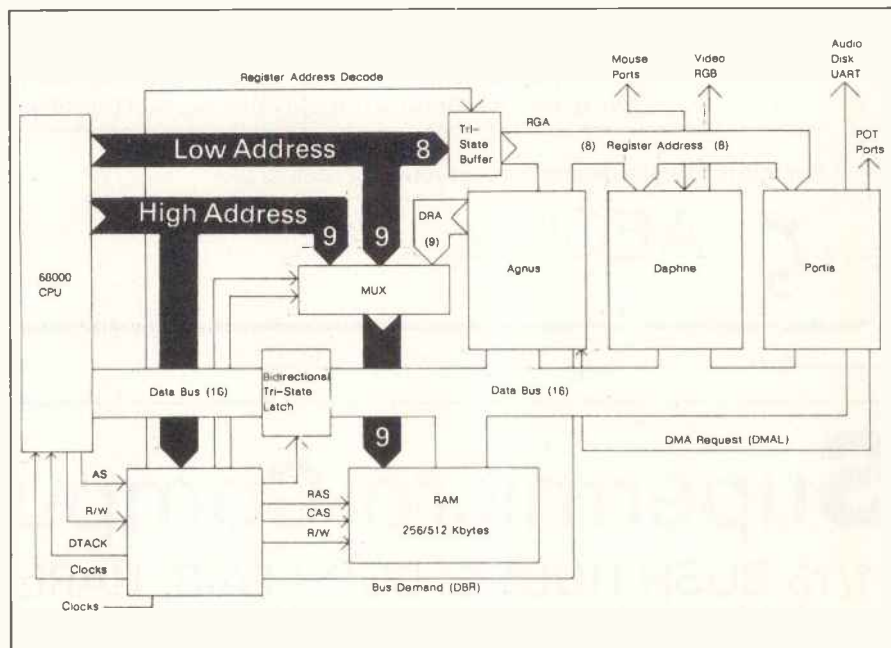 Register Address Decode
Mouse
Ports
Video
RGB
Audio
Disk
UART
POT
Ports
Tri-
State
Buffer
RGA
(8) Register Address (8)
Low Address 8
High Address
9
9
DRA
(9)
68000
CPU
MUX
Agnus
Daphne
Portia
Data Bus (16)
Bidirectional
Tri-State
Latch
Data Bus (16)
9
DMA Request (DMAL)
AS
R/W
DTACK
Clocks
Clocks
RAS
CAS
R/W
RAM
256/512 Kbytes
Bus Demand (DBR)